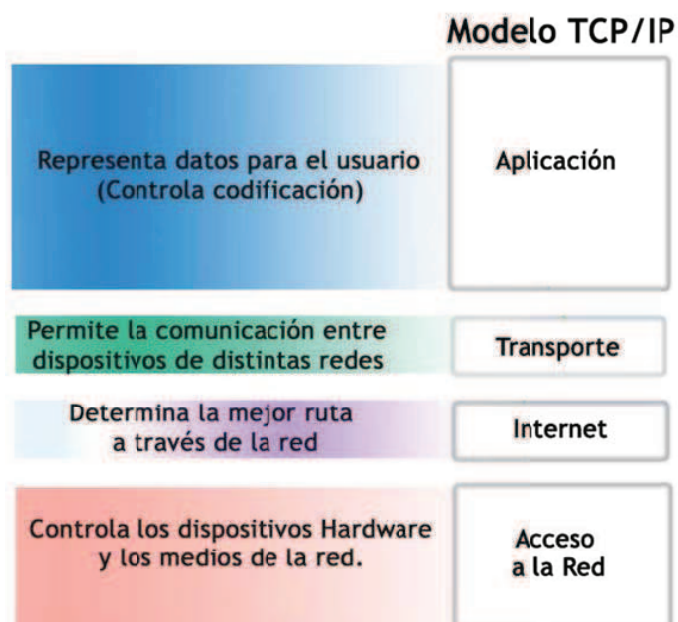 Modelo TCP/IP
Representa datos para el usuario
(Controla codificación)
Aplicación
Permite la comunicación entre
dispositivos de distintas redes
Transporte
Determina la mejor ruta
a través de la red
Internet
Controla los dispositivos Hardware
y los medios de la red.
Acceso
a la Red